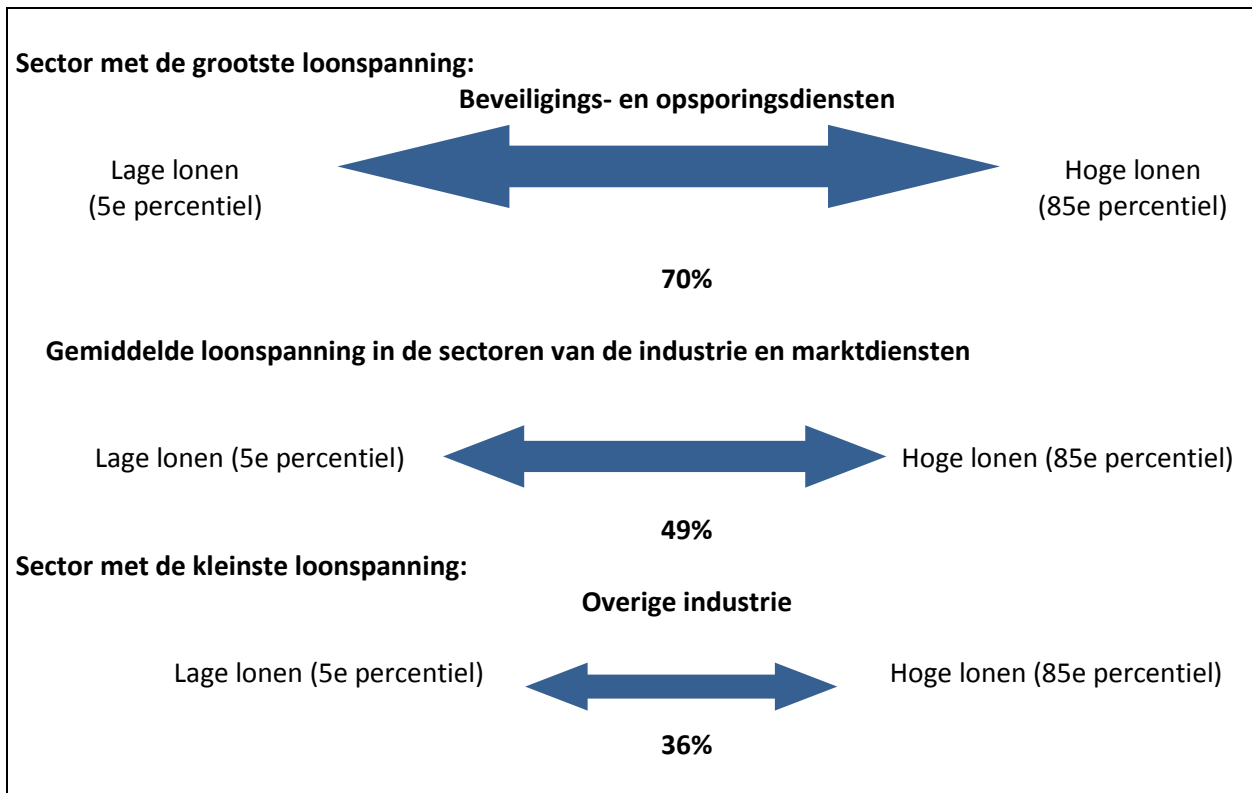 Sector met de grootste loonspanning:
Beveiligings- en opsporingsdiensten
Lage lonen
(5e percentiel)
Hoge lonen
(85e percentiel)
70%
Gemiddelde loonspanning in de sectoren van de industrie en marktdiensten
Lage lonen (5e percentiel)
Hoge lonen (85e percentiel)
49%
Sector met de kleinste loonspanning:
Overige industrie
Lage lonen (5e percentiel)
Hoge lonen (85e percentiel)
36%